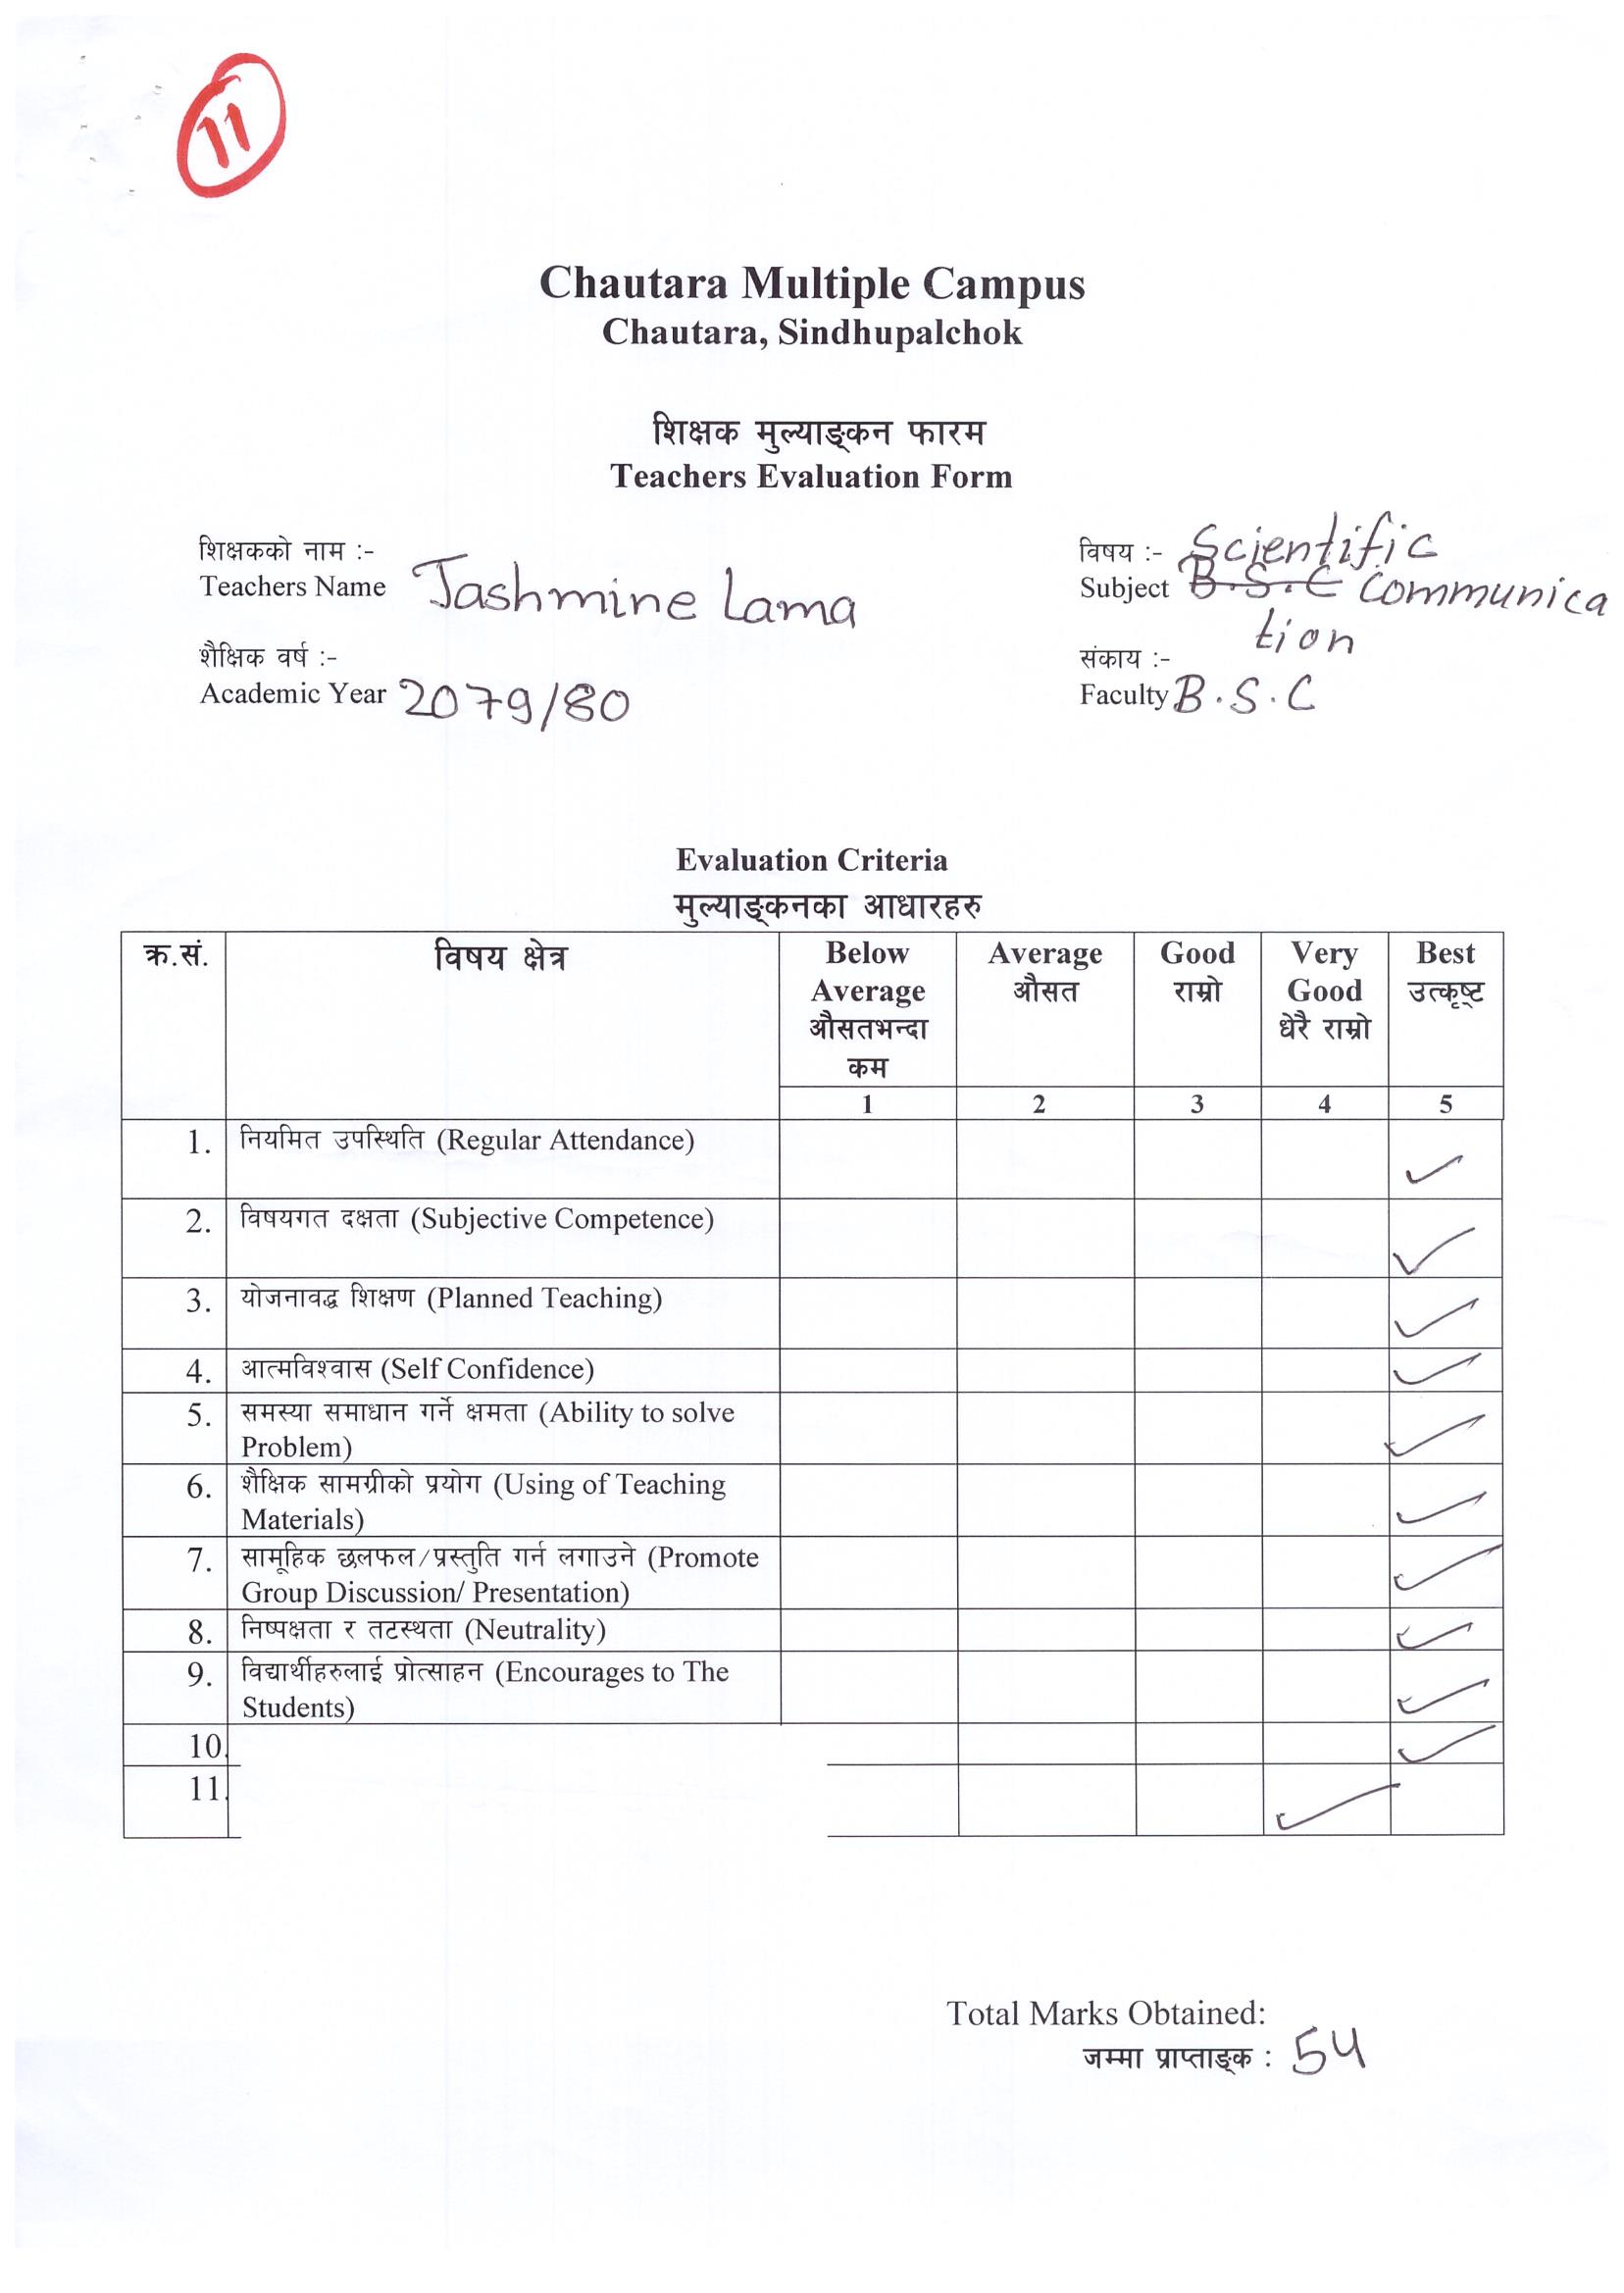 11
Chautara Multiple Campus
Chautara, Sindhupalchok
शिक्षक मुल्याङ्कन फारम
Teachers Evaluation Form
शिक्षकको नाम :-
Teachers Name Jashmine Lama
विषय :- Scientific
Subject B.S.C Communica
tion
शैक्षिक वर्ष :-
Academic Year 2079/80
संकाय :-
Faculty B.S.C
Evaluation Criteria
मुल्याङ्कनका आधारहरु
क्र.सं. विषय क्षेत्र Below Average औसतभन्दा कम Average औसत Good राम्रो Very Good धेरै राम्रो Best उत्कृष्ट
1 2 3 4 5
1. नियमित उपस्थिति (Regular Attendance) ✓
2. विषयगत दक्षता (Subjective Competence) ✓
3. योजनावद्ध शिक्षण (Planned Teaching) ✓
4. आत्मविश्वास (Self Confidence) ✓
5. समस्या समाधान गर्ने क्षमता (Ability to solve
Problem) ✓
6. शैक्षिक सामग्रीको प्रयोग (Using of Teaching
Materials) ✓
7. सामूहिक छलफल/प्रस्तुति गर्न लगाउने (Promote
Group Discussion/ Presentation) ✓
8. निष्पक्षता र तटस्थता (Neutrality) ✓
9. विद्यार्थीहरुलाई प्रोत्साहन (Encourages to The
Students) ✓
10. ✓
11. ✓
Total Marks Obtained:
जम्मा प्राप्ताङ्क : 54